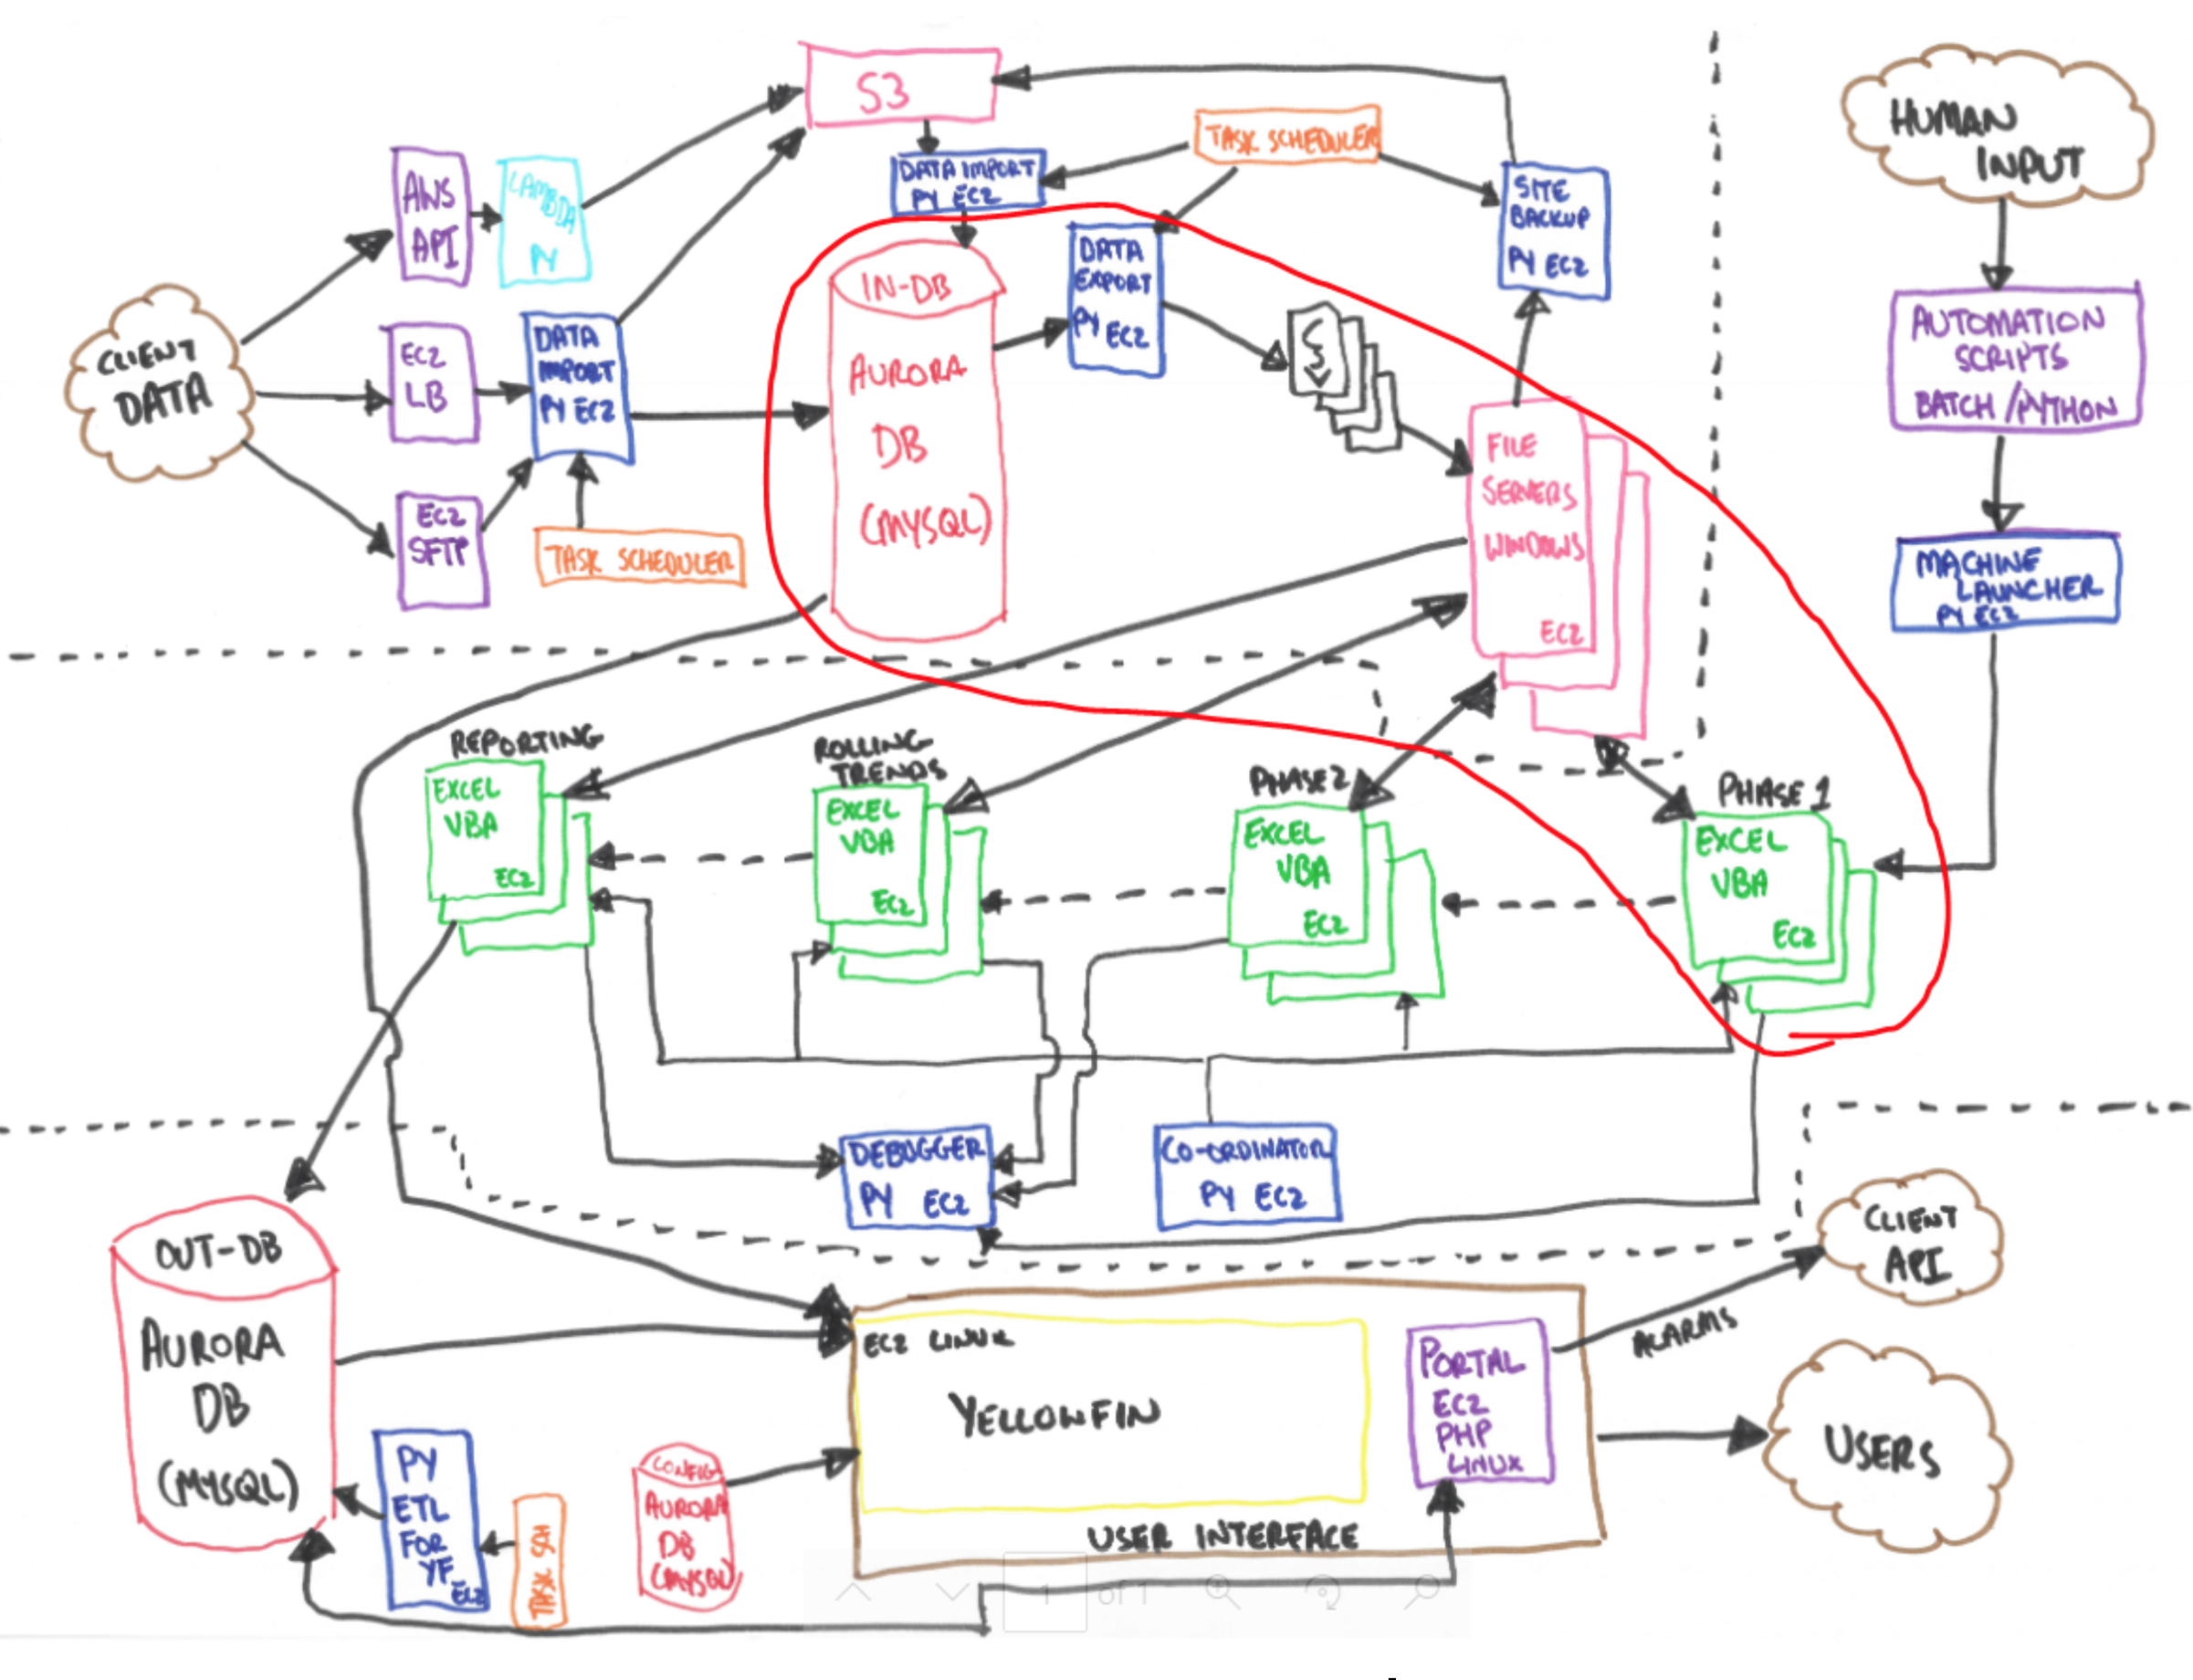 S3
TASK SCHEDULER
HUMAN
INPUT
AWS
API
LAMBDA
PY
DATA IMPORT
PY EC2
SITE
BACKUP
PY EC2
CLIENT
DATA
EC2
LB
DATA
IMPORT
PY EC2
IN-DB
AURORA
DB
(MYSQL)
DATA
EXPORT
PY EC2
CSV
FILE
SERVERS
WINDOWS
EC2
AUTOMATION
SCRIPTS
BATCH/PYTHON
EC2
SFTP
TASK SCHEDULER
MACHINE
LAUNCHER
PY EC2
REPORTING
EXCEL
VBA
EC2
ROLLING
TRENDS
EXCEL
VBA
EC2
PHASE2
EXCEL
VBA
EC2
PHASE 1
EXCEL
VBA
EC2
DEBUGGER
PY EC2
CO-ORDINATOR
PY EC2
CLIENT
API
OUT-DB
AURORA
DB
(MYSQL)
EC2 LINUX
YELLOWFIN
PORTAL
EC2
PHP
LINUX
ALARMS
USERS
PY
ETL
FOR
YF
EC2
TASK SCH
CONFIG
AURORA
DB
(MYSQL)
USER INTERFACE
1 of 1